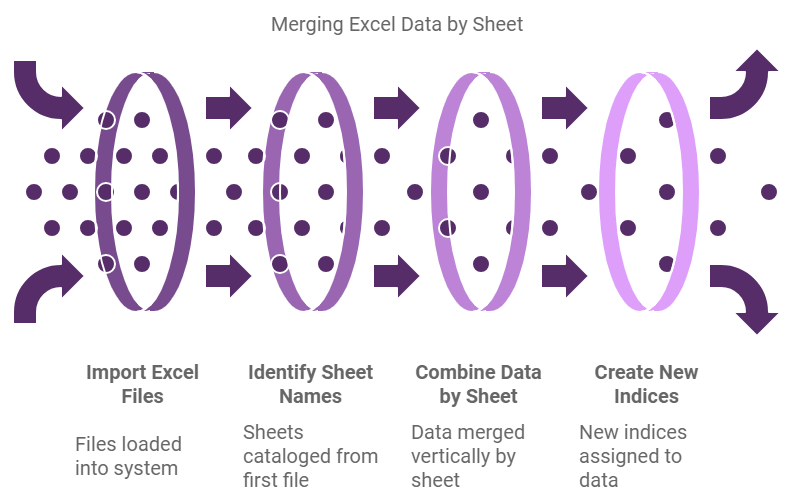 Merging Excel Data by Sheet
Import Excel
Files
Files loaded
into system
Identify Sheet
Names
Sheets
cataloged from
first file
Combine Data
by Sheet
Data merged
vertically by
sheet
Create New
Indices
New indices
assigned to
data